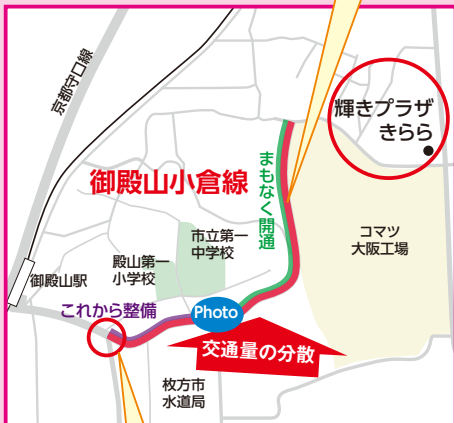 京都守口線
輝きプラザ
きらら
御殿山小倉線
まもなく開通
コマツ
大阪工場
市立第一
中学校
殿山第一
小学校
御殿山駅
これから整備
Photo
交通量の分散
枚方市
水道局